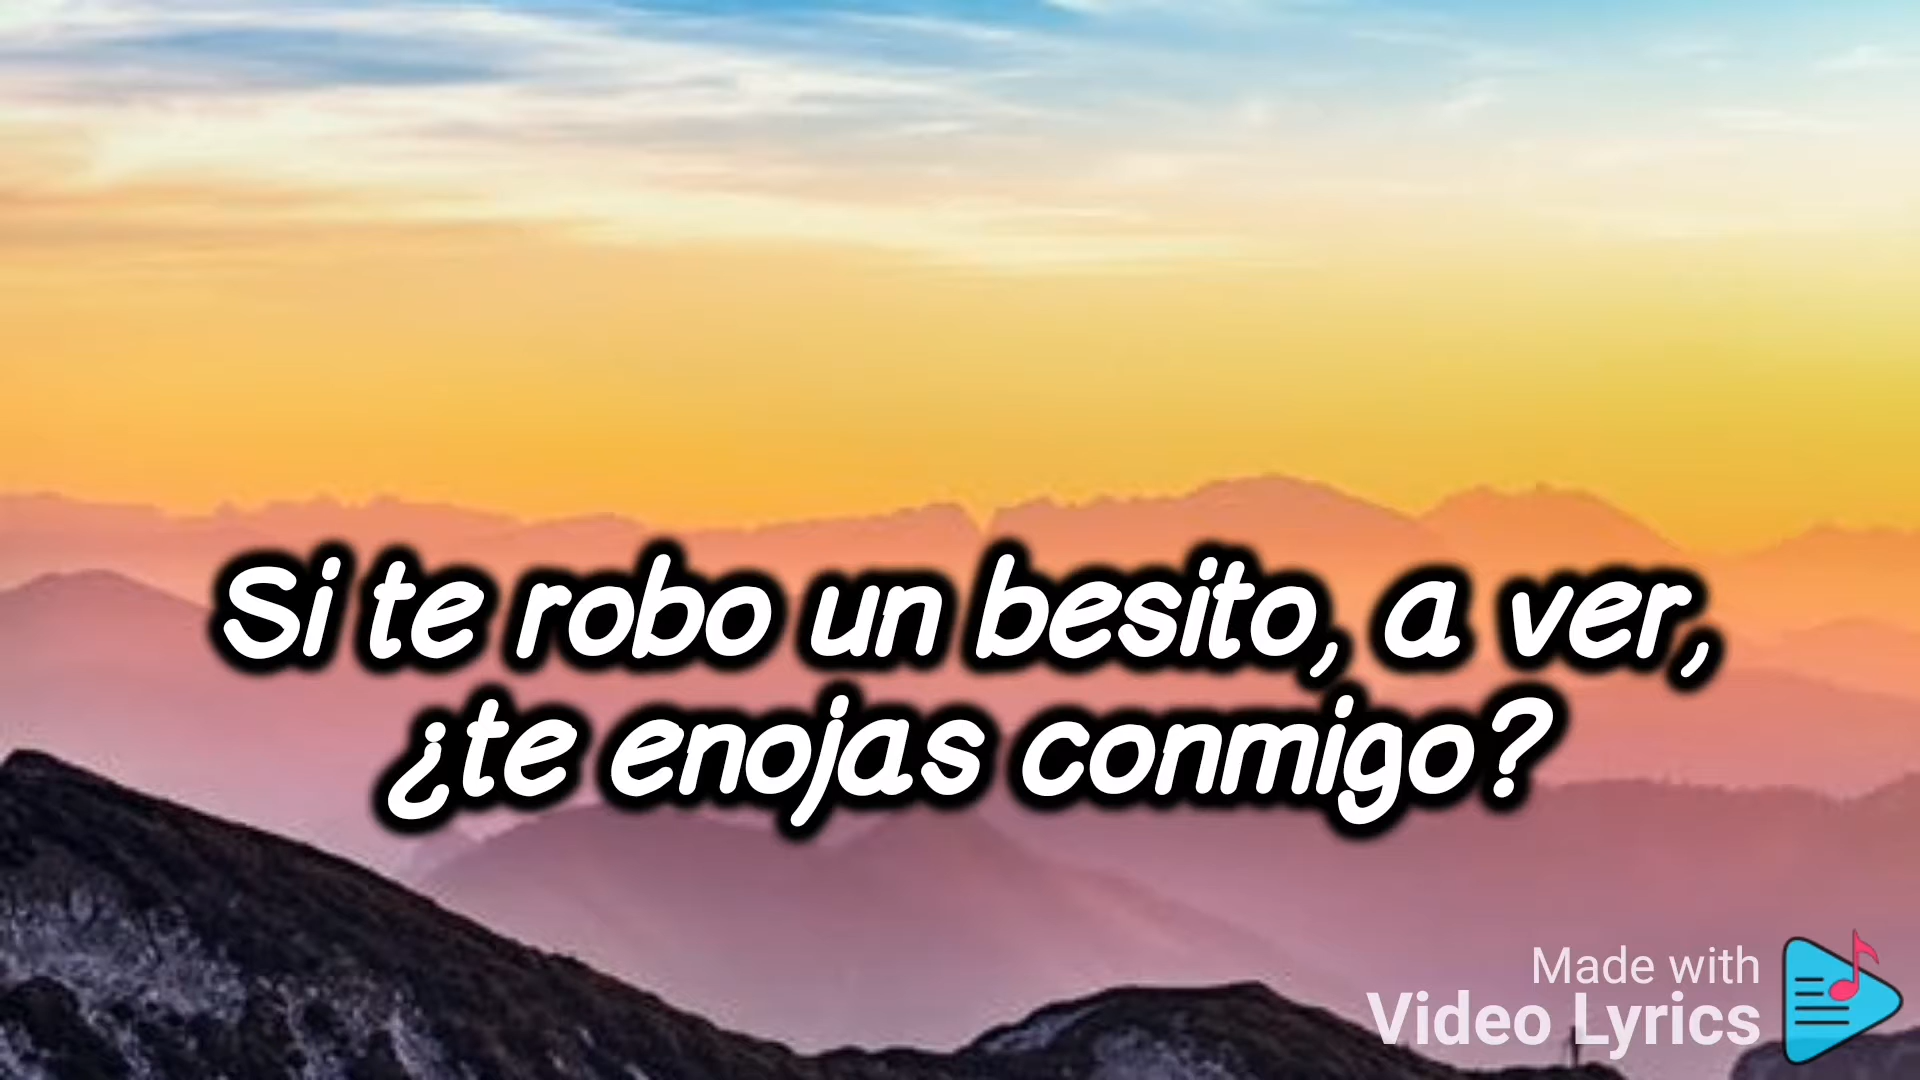 Si te robo un besito, a ver,
¿te enojas conmigo?
Made with
Video Lyrics